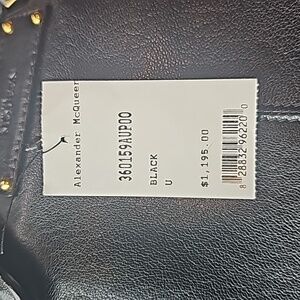 Alexander McQueen
360159AUP00
BLACK
U
$1,195.00
8 28832 96220 0